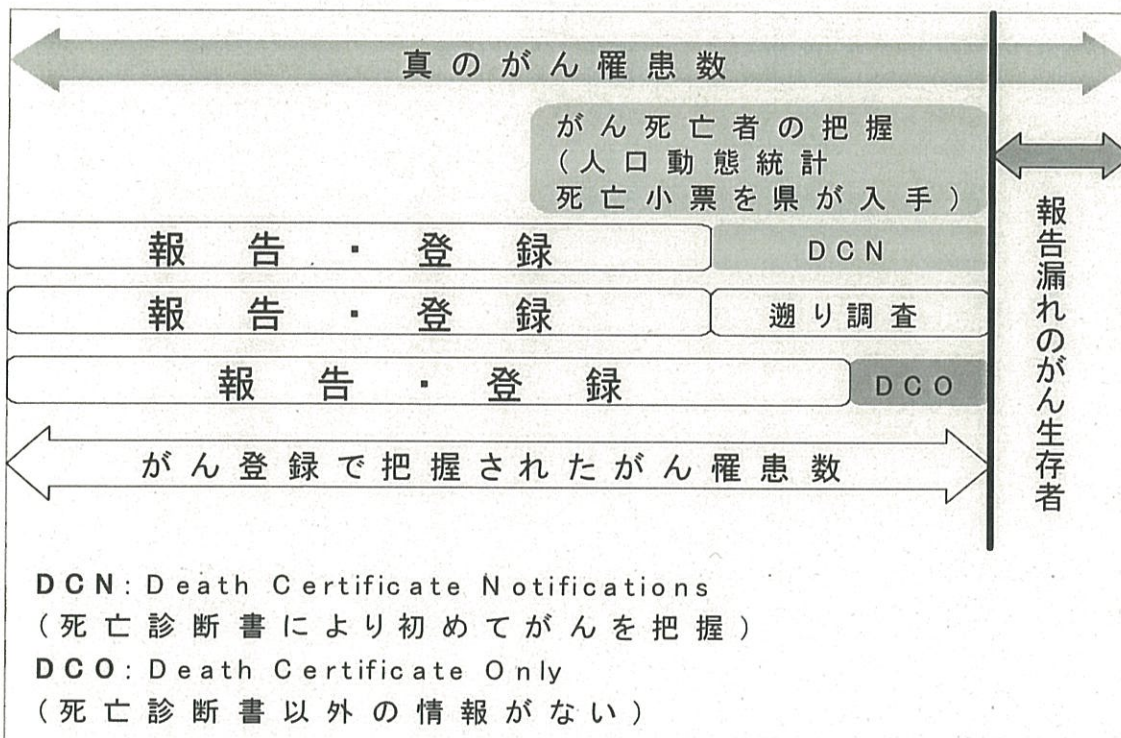 真のがん罹患数
がん死亡者の把握
(人口動態統計
死亡小票を県が入手)
報告・登録
DCN
報告・登録
遡り調査
報告・登録
DCO
がん登録で把握されたがん罹患数
報告漏れのがん生存者
DCN: Death Certificate Notifications
(死亡診断書により初めてがんを把握)
DCO: Death Certificate Only
(死亡診断書以外の情報がない)